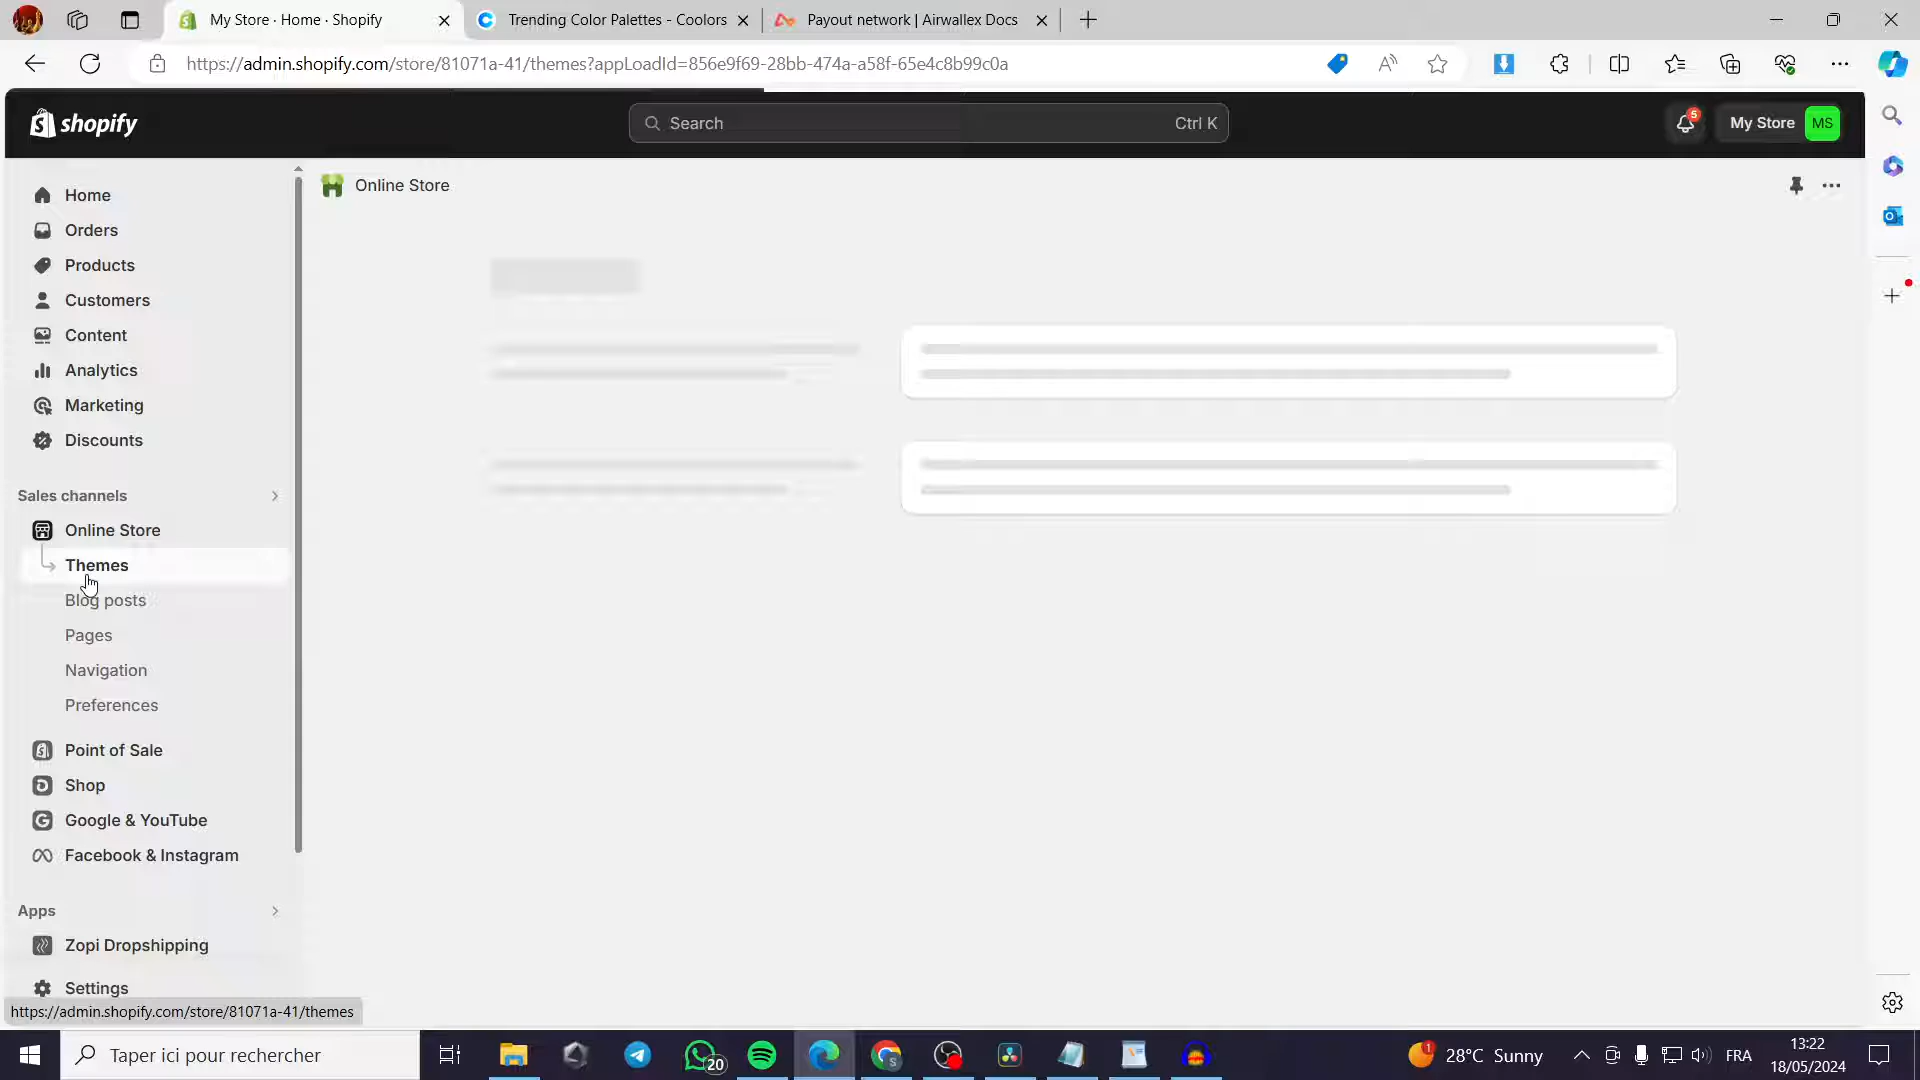 My Store · Home · Shopify
Trending Color Palettes - Coolors
Payout network | Airwallex Docs
https://admin.shopify.com/store/81071a-41/themes?appLoadId=856e9f69-28bb-474a-a58f-65e4c8b99c0a
shopify
Search
Ctrl K
5
My Store
MS
Home
Online Store
Orders
Products
Customers
Content
Analytics
Marketing
Discounts
Sales channels
Online Store
Themes
Blog posts
Pages
Navigation
Preferences
Point of Sale
Shop
Google & YouTube
Facebook & Instagram
Apps
Zopi Dropshipping
Settings
https://admin.shopify.com/store/81071a-41/themes
Taper ici pour rechercher
20
1
28°C Sunny
FRA
13:22
18/05/2024